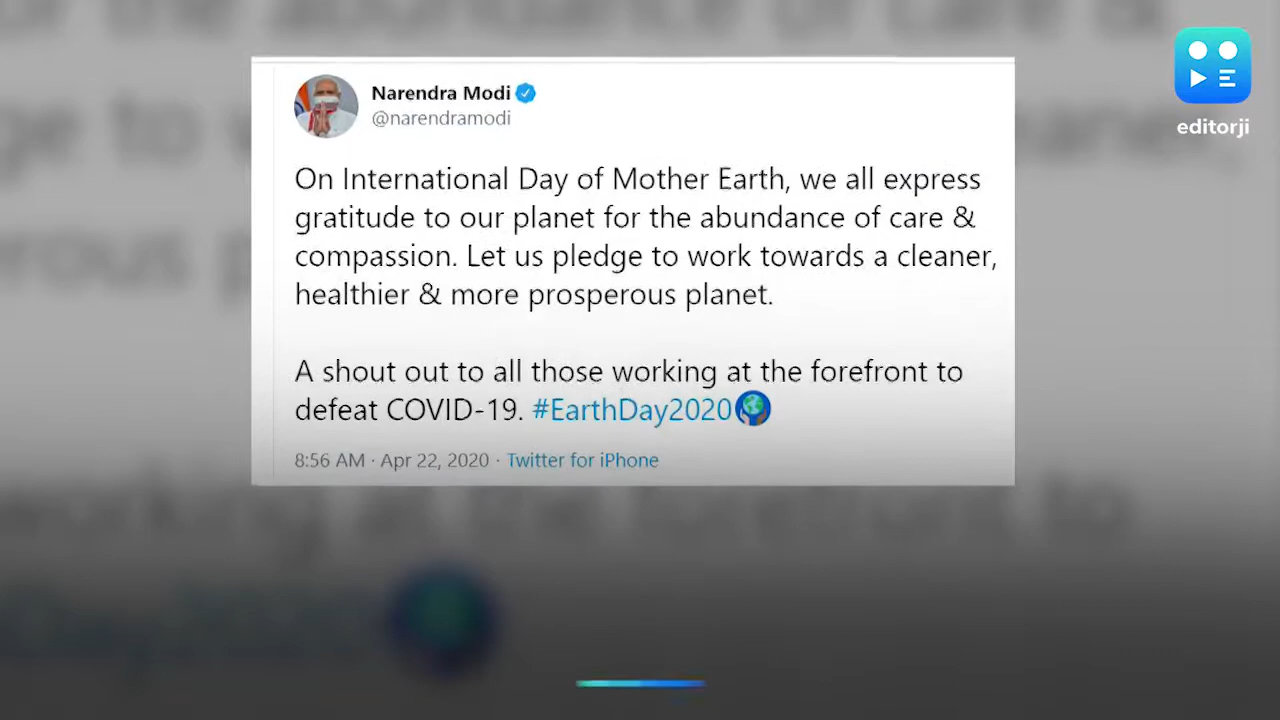 editorji
Narendra Modi
@narendramodi
On International Day of Mother Earth, we all express
gratitude to our planet for the abundance of care &
compassion. Let us pledge to work towards a cleaner,
healthier & more prosperous planet.
A shout out to all those working at the forefront to
defeat COVID-19. #EarthDay2020
8:56 AM · Apr 22, 2020 · Twitter for iPhone